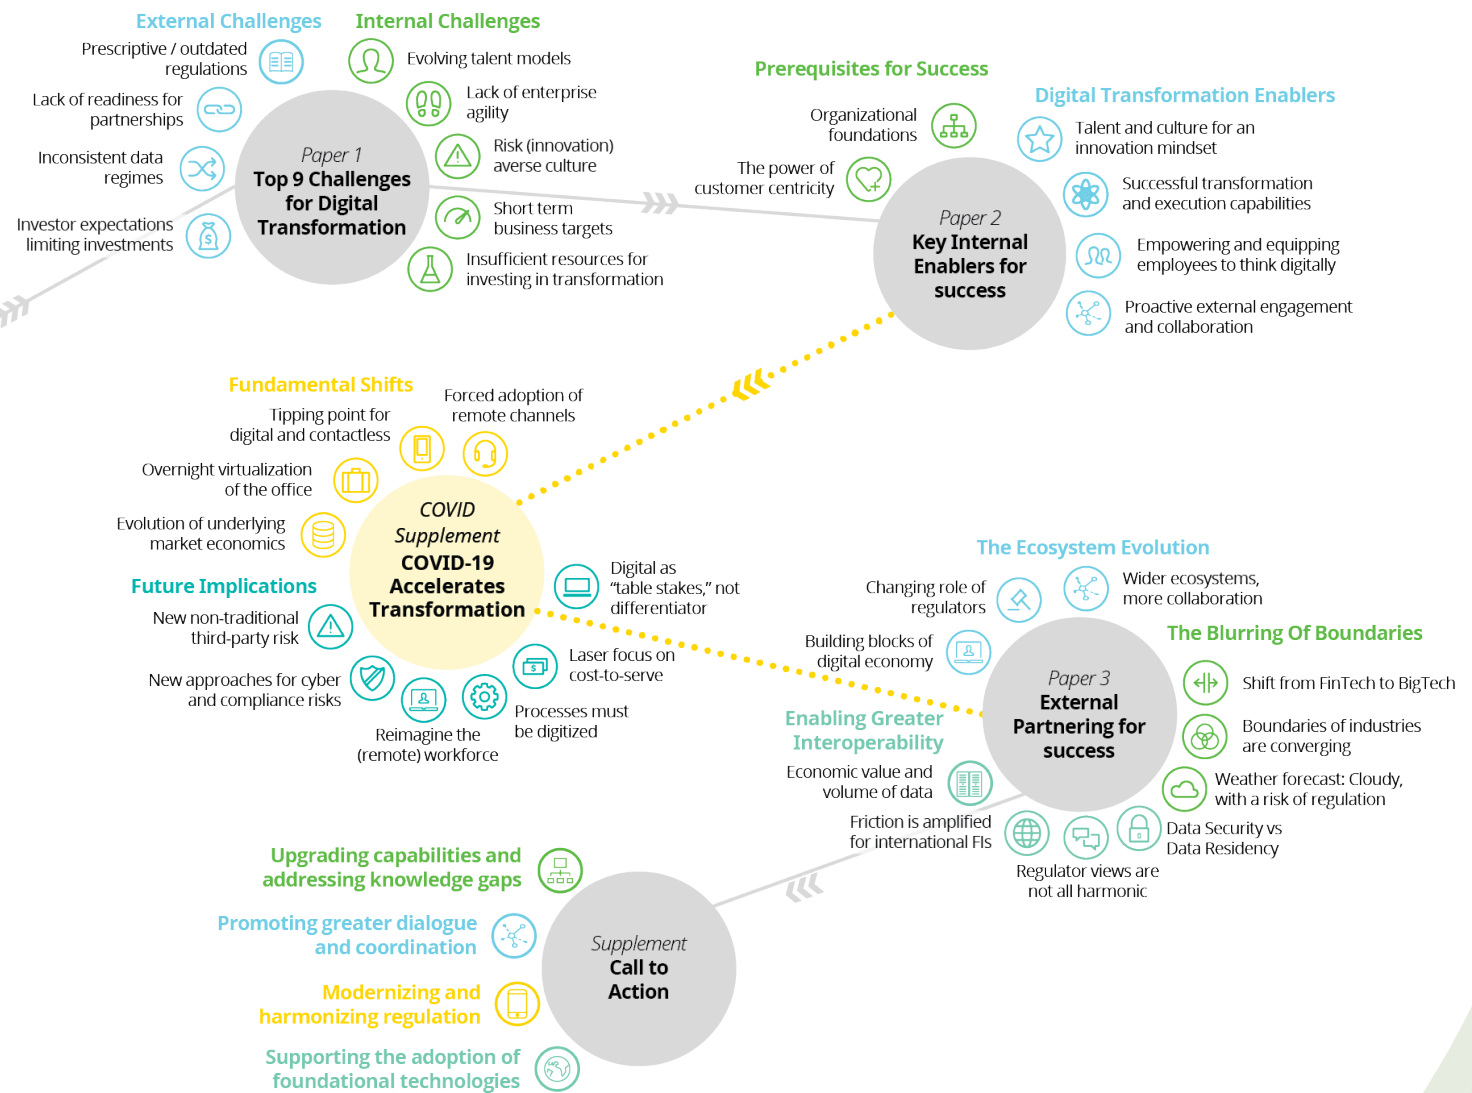 External Challenges
Prescriptive / outdated
regulations
Lack of readiness for
partnerships
Inconsistent data
regimes
Investor expectations
limiting investments
Internal Challenges
Evolving talent models
Lack of enterprise
agility
Risk (innovation)
averse culture
Short term
business targets
Insufficient resources for
investing in transformation
Paper 1
Top 9 Challenges
for Digital
Transformation
Prerequisites for Success
Organizational
foundations
The power of
customer centricity
Digital Transformation Enablers
Talent and culture for an
innovation mindset
Successful transformation
and execution capabilities
Empowering and equipping
employees to think digitally
Proactive external engagement
and collaboration
Paper 2
Key Internal
Enablers for
success
Fundamental Shifts
Forced adoption of
remote channels
Tipping point for
digital and contactless
Overnight virtualization
of the office
Evolution of underlying
market economics
COVID
Supplement
COVID-19
Accelerates
Transformation
Future Implications
New non-traditional
third-party risk
New approaches for cyber
and compliance risks
Reimagine the
(remote) workforce
Processes must
be digitized
Laser focus on
cost-to-serve
Digital as
“table stakes,” not
differentiator
The Ecosystem Evolution
Changing role of
regulators
Building blocks of
digital economy
Wider ecosystems,
more collaboration
The Blurring Of Boundaries
Shift from FinTech to BigTech
Boundaries of industries
are converging
Weather forecast: Cloudy,
with a risk of regulation
Paper 3
External
Partnering for
success
Enabling Greater
Interoperability
Economic value and
volume of data
Friction is amplified
for international FIs
Regulator views are
not all harmonic
Data Security vs
Data Residency
Upgrading capabilities and
addressing knowledge gaps
Promoting greater dialogue
and coordination
Modernizing and
harmonizing regulation
Supporting the adoption of
foundational technologies
Supplement
Call to
Action